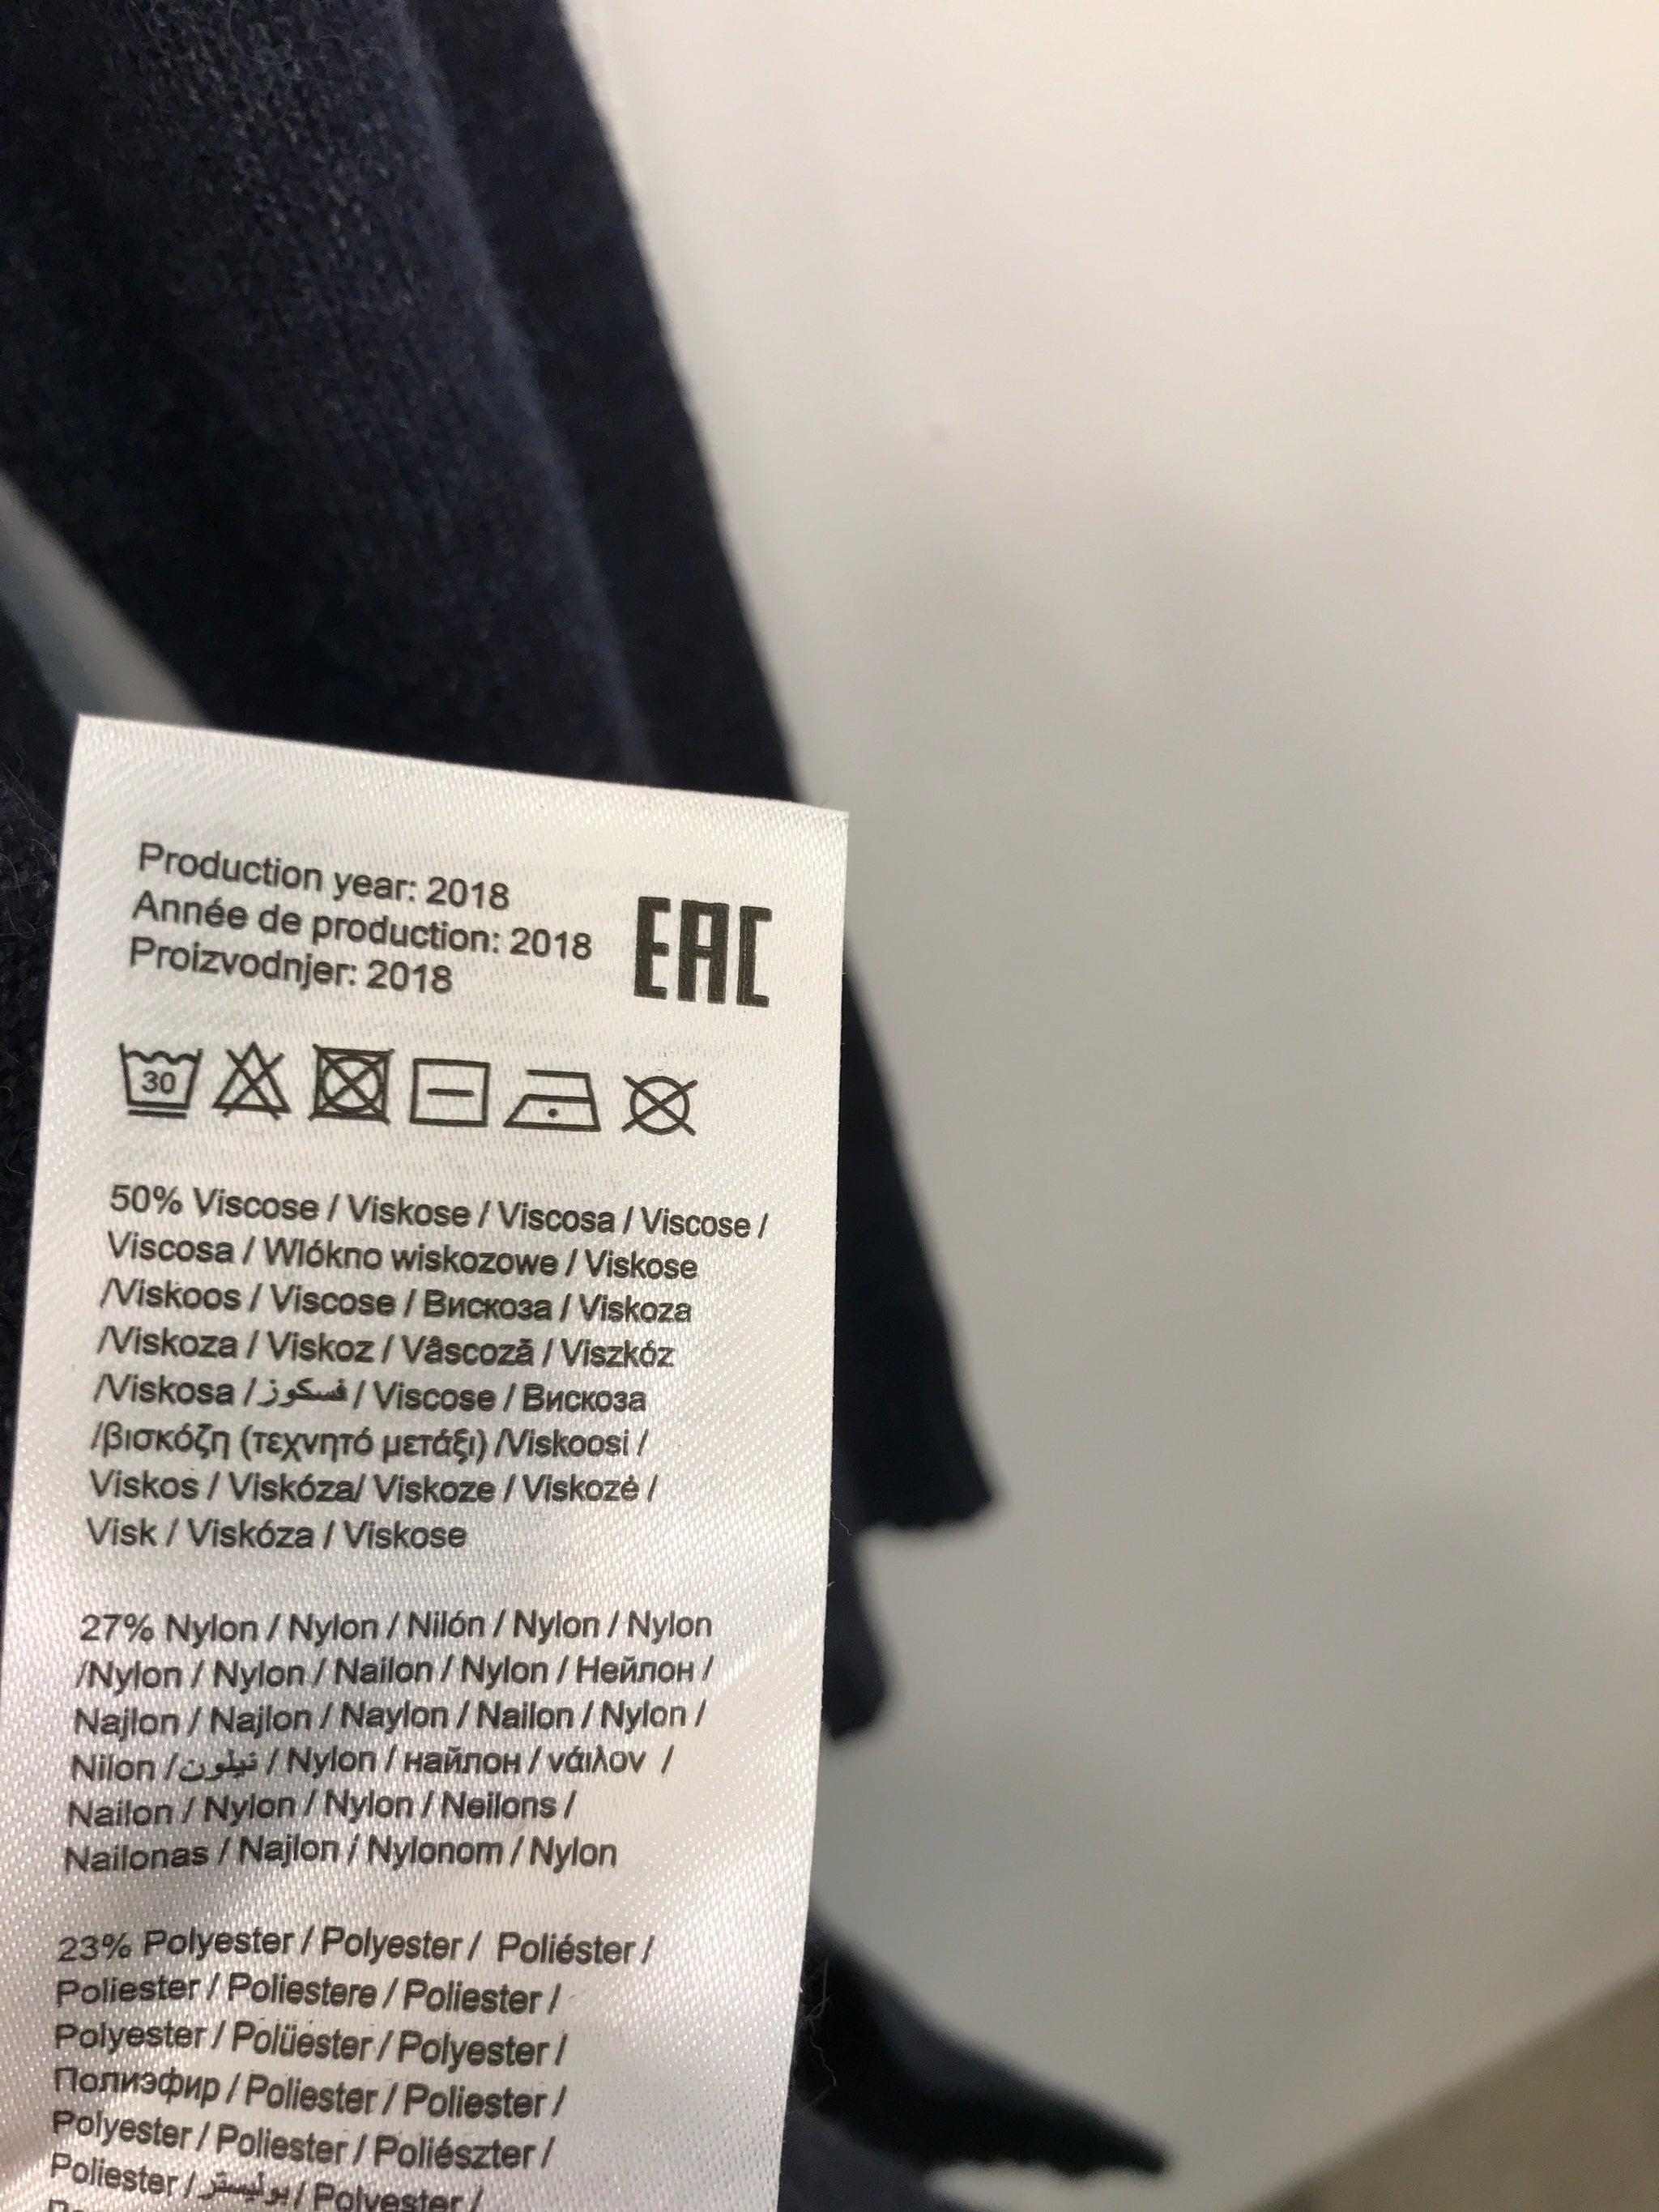 Production year: 2018
Année de production: 2018
Proizvodnjer: 2018
EAC
30
50% Viscose / Viskose / Viscosa / Viscose /
Viscosa / Wlókno wiskozowe / Viskose
/Viskoos / Viscose / Вискоза / Viskoza
/Viskoza / Viskoz / Vâscoză / Viszkóz
/Viskosa / فسكوز / Viscose / Вискоза
/βισκόζη (τεχνητό μετάξι) /Viskoosi /
Viskos / Viskóza/ Viskoze / Viskozė /
Visk / Viskóza / Viskose
27% Nylon / Nylon / Nilón / Nylon / Nylon
/Nylon / Nylon / Nailon / Nylon / Нейлон /
Najlon / Najlon / Naylon / Nailon / Nylon /
Nilon / نيلون / Nylon / найлон / νάιλον /
Nailon / Nylon / Nylon / Neilons /
Nailonas / Najlon / Nylonom / Nylon
23% Polyester / Polyester / Poliéster /
Poliester / Poliestere / Poliester /
Polyester / Polüester / Polyester /
Полиэфир / Poliester / Poliester /
Polyester / Poliester / Poliészter /
Poliester / بوليستر / Polyester /